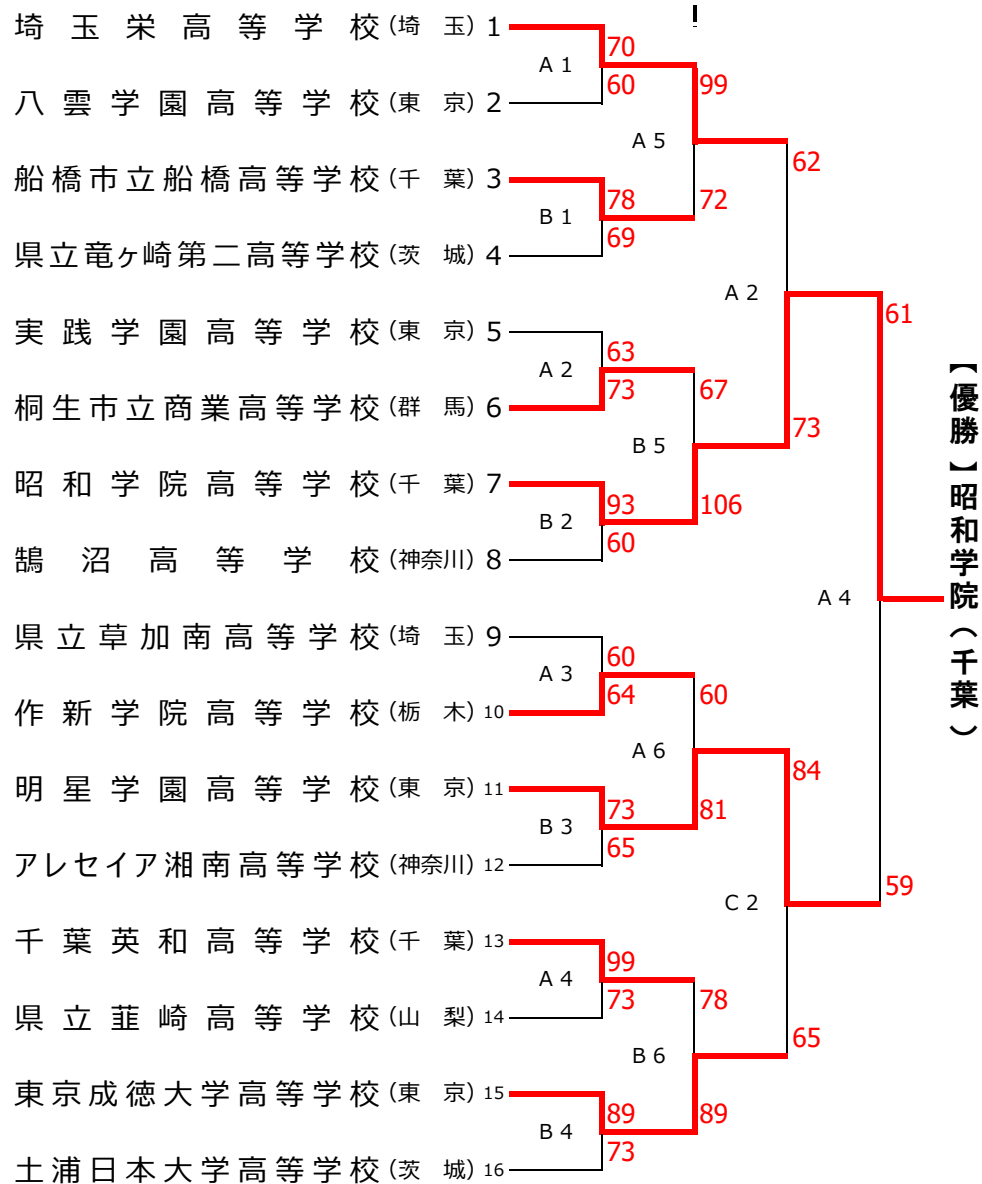 埼玉栄高等学校(埼 玉) 1
70
A 1
60
99
八雲学園高等学校(東 京) 2
A 5
62
船橋市立船橋高等学校(千 葉) 3
78
72
B 1
69
県立竜ヶ崎第二高等学校(茨 城) 4
A 2
61
実践学園高等学校(東 京) 5
63
A 2
73
67
桐生市立商業高等学校(群 馬) 6
B 5
73
昭和学院高等学校(千 葉) 7
93
106
B 2
60
鵠沼高等学校(神奈川) 8
A 4
【優勝】昭和学院(千葉)
県立草加南高等学校(埼 玉) 9
60
A 3
64
60
作新学院高等学校(栃 木) 10
A 6
84
明星学園高等学校(東 京) 11
73
81
B 3
65
アレセイア湘南高等学校(神奈川) 12
C 2
59
千葉英和高等学校(千 葉) 13
99
A 4
73
78
県立韮崎高等学校(山 梨) 14
B 6
65
東京成徳大学高等学校(東 京) 15
89
89
B 4
73
土浦日本大学高等学校(茨 城) 16